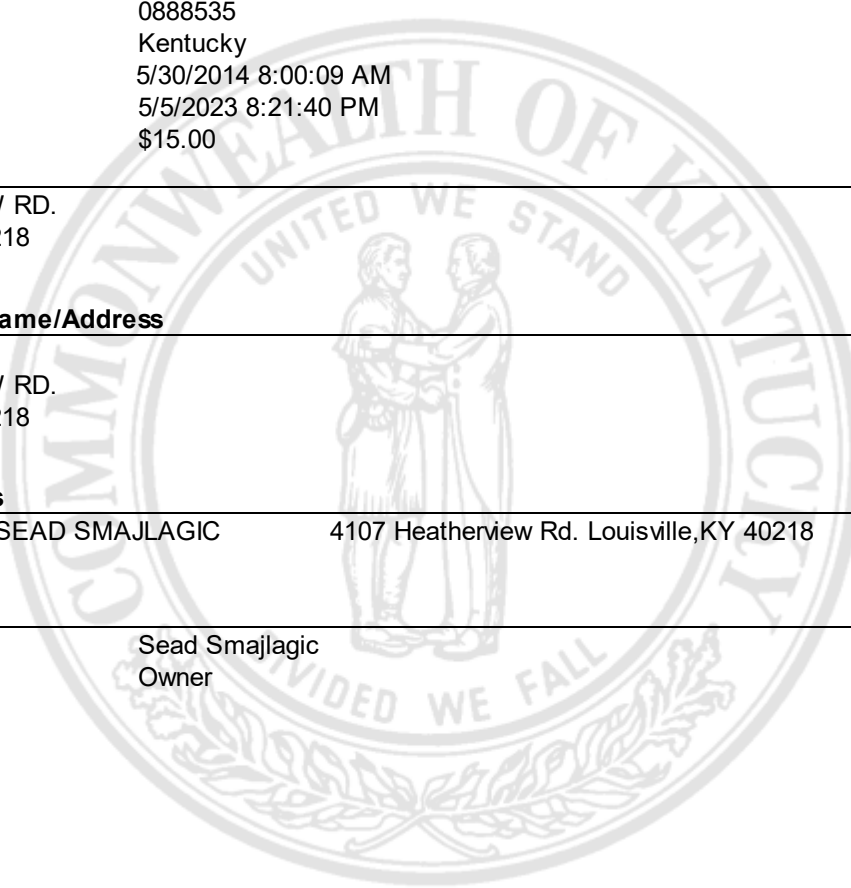 0888535
Kentucky
5/30/2014 8:00:09 AM
5/5/2023 8:21:40 PM
$15.00
RD.
218
ame/Address
RD.
218
s
SEAD SMAJLAGIC 4107 Heatherview Rd. Louisville,KY 40218
Sead Smajlagic
Owner
COMMONWEALTH OF KENTUCKY
UNITED WE STAND
DIVIDED WE FALL